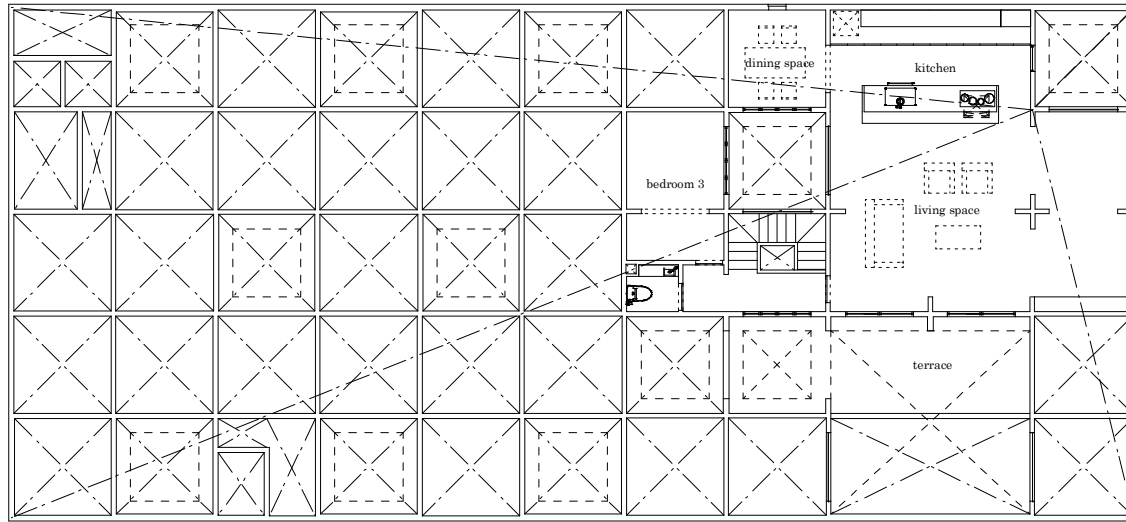 dining space
kitchen
bedroom 3
living space
terrace